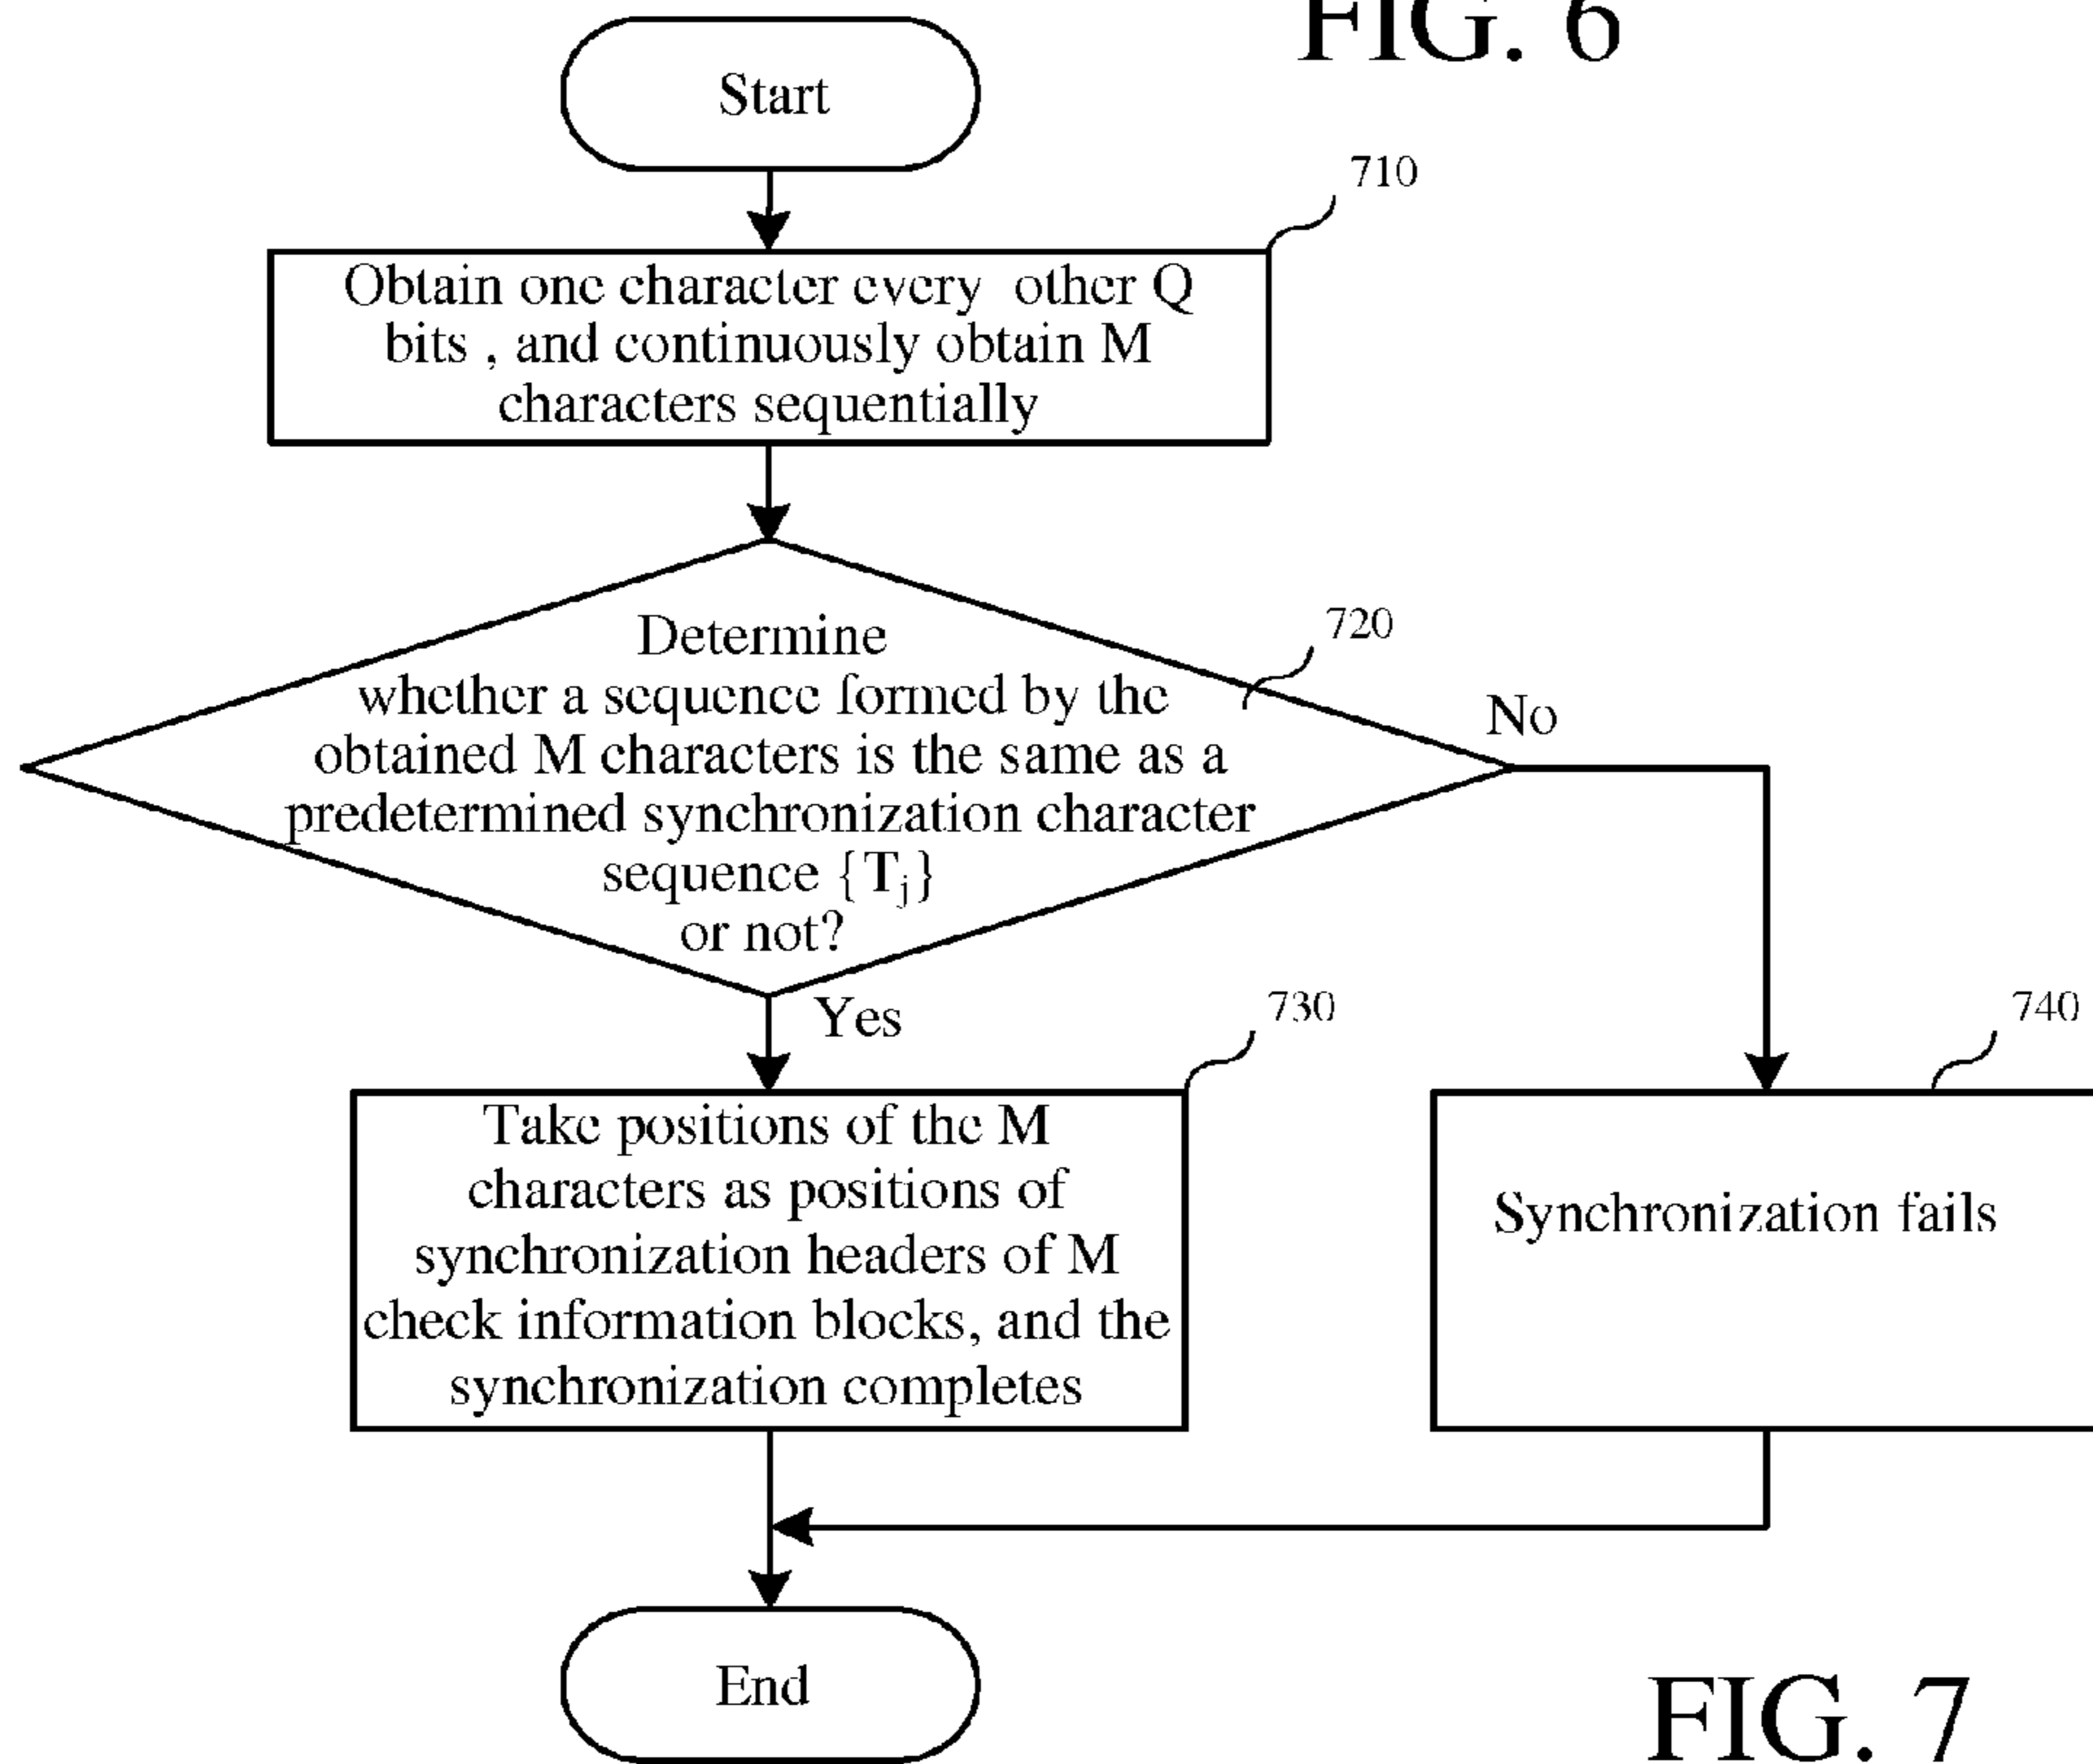 FIG. 6
Start
710
Obtain one character every other Q
bits , and continuously obtain M
characters sequentially
720
Determine
whether a sequence formed by the
obtained M characters is the same as a
predetermined synchronization character
sequence {Tj}
or not?
No
Yes
730
Take positions of the M
characters as positions of
synchronization headers of M
check information blocks, and the
synchronization completes
740
Synchronization fails
End
FIG. 7